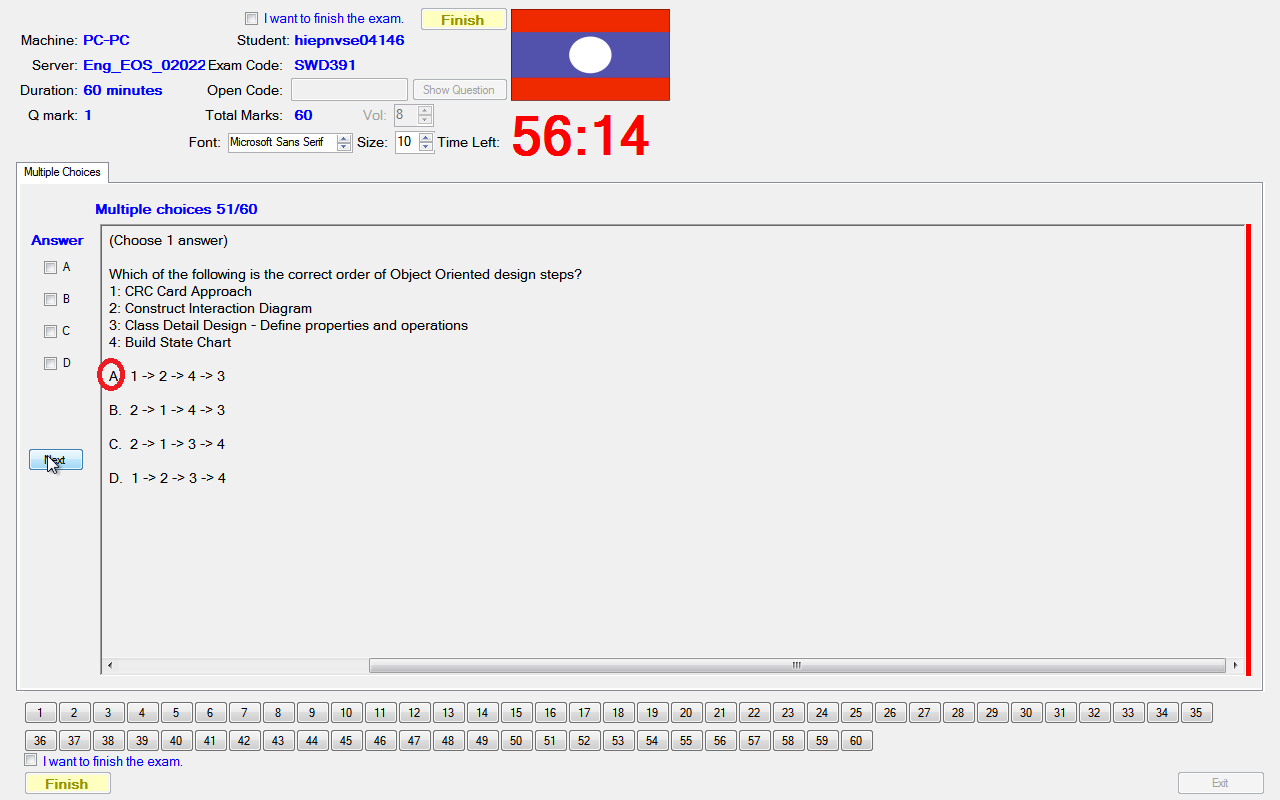 I want to finish the exam.
Finish
Machine: PC-PC
Student: hiepnvse04146
Server: Eng_EOS_02022
Exam Code: SWD391
Duration: 60 minutes
Open Code:
Show Question
Q mark: 1
Total Marks: 60
Vol: 8
Font: Microsoft Sans Serif
Size: 10
Time Left: 56:14
Multiple Choices
Multiple choices 51/60
Answer
A
B
C
D
Next
(Choose 1 answer)
Which of the following is the correct order of Object Oriented design steps?
1: CRC Card Approach
2: Construct Interaction Diagram
3: Class Detail Design - Define properties and operations
4: Build State Chart
A. 1 -> 2 -> 4 -> 3
B. 2 -> 1 -> 4 -> 3
C. 2 -> 1 -> 3 -> 4
D. 1 -> 2 -> 3 -> 4
1 2 3 4 5 6 7 8 9 10 11 12 13 14 15 16 17 18 19 20 21 22 23 24 25 26 27 28 29 30 31 32 33 34 35
36 37 38 39 40 41 42 43 44 45 46 47 48 49 50 51 52 53 54 55 56 57 58 59 60
I want to finish the exam.
Finish
Exit